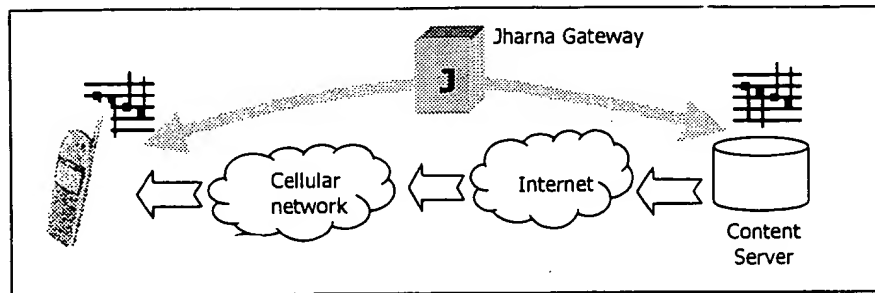 Jharna Gateway
J
Cellular
network
Internet
Content
Server